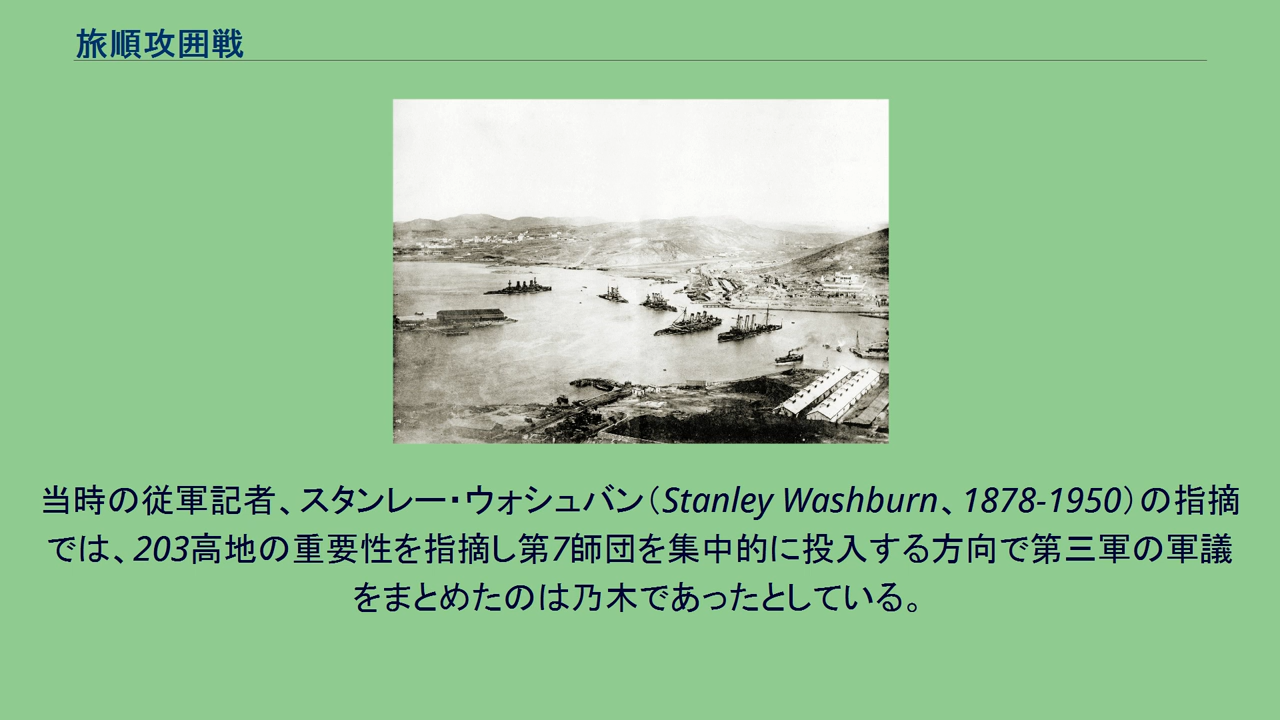 旅順攻囲戦
当時の従軍記者、スタンレー・ウォシュバン（Stanley Washburn、1878-1950）の指摘
では、203高地の重要性を指摘し第7師団を集中的に投入する方向で第三軍の軍議
をまとめたのは乃木であったとしている。